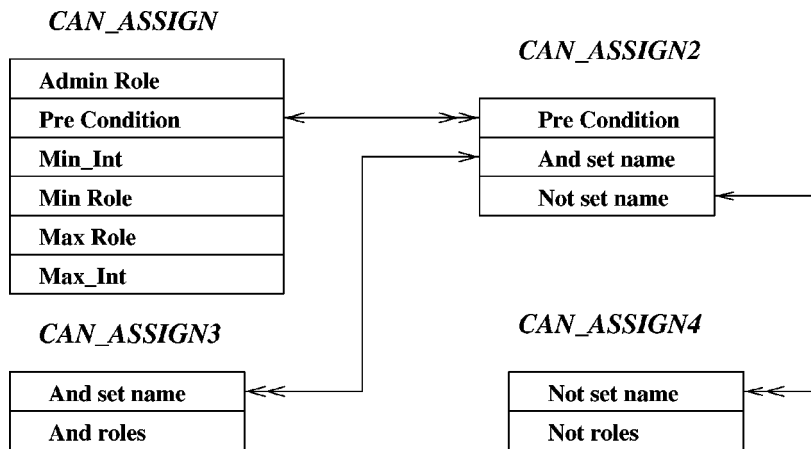 CAN_ASSIGN
Admin Role
Pre Condition
Min_Int
Min Role
Max Role
Max_Int
CAN_ASSIGN2
Pre Condition
And set name
Not set name
CAN_ASSIGN3
And set name
And roles
CAN_ASSIGN4
Not set name
Not roles